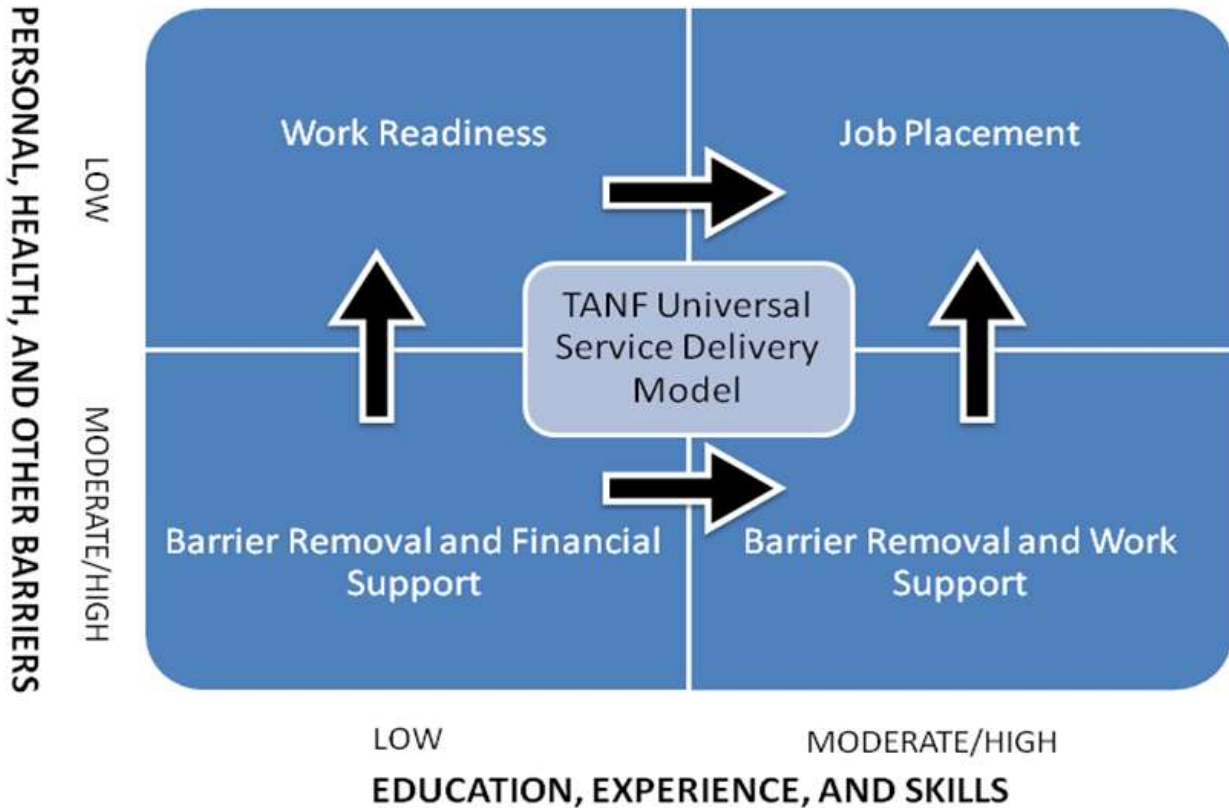 PERSONAL, HEALTH, AND OTHER BARRIERS
LOW
MODERATE/HIGH
Work Readiness
Job Placement
TANF Universal
Service Delivery
Model
Barrier Removal and Financial
Support
Barrier Removal and Work
Support
LOW
MODERATE/HIGH
EDUCATION, EXPERIENCE, AND SKILLS